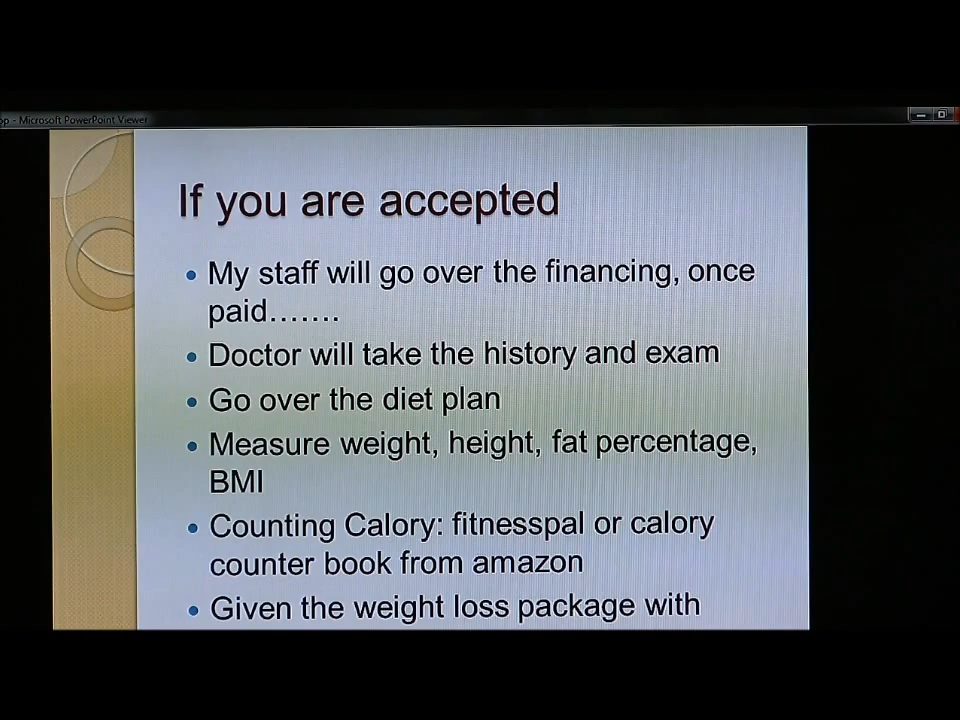 op - Microsoft PowerPoint Viewer
If you are accepted
My staff will go over the financing, once
paid…….
Doctor will take the history and exam
Go over the diet plan
Measure weight, height, fat percentage,
BMI
Counting Calory: fitnesspal or calory
counter book from amazon
Given the weight loss package with